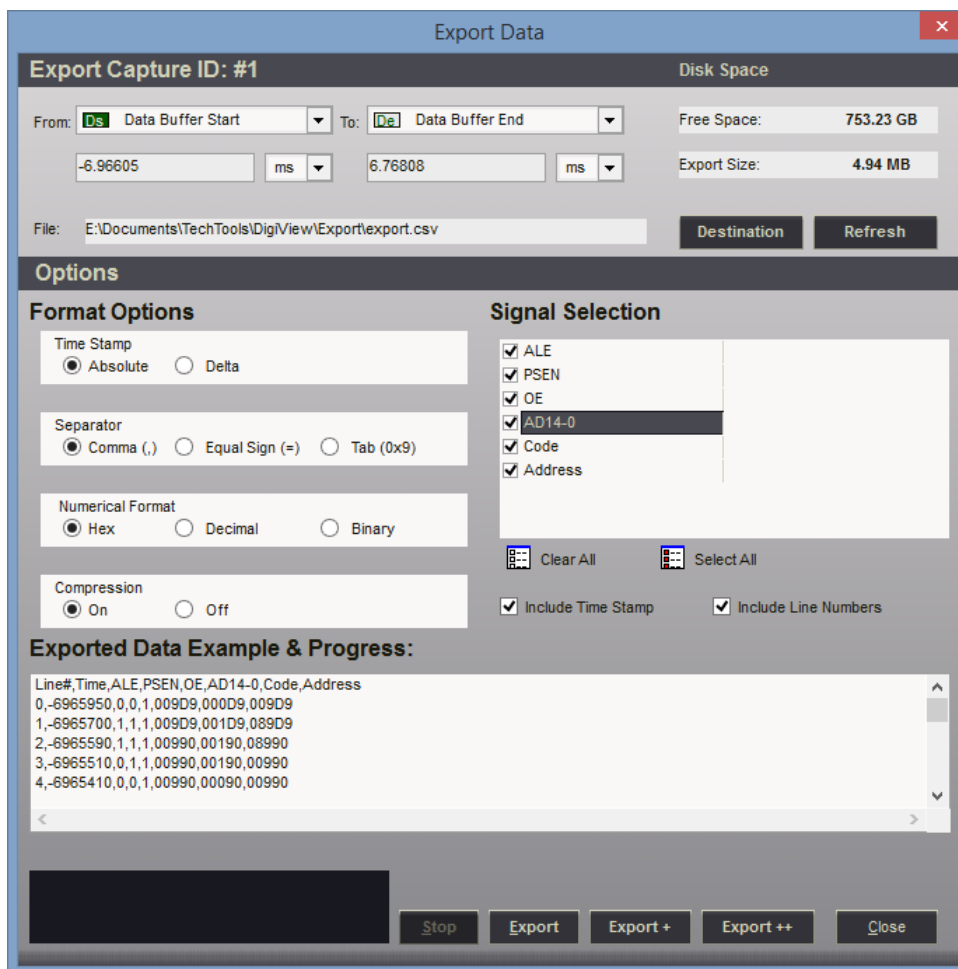 Export Data
Export Capture ID: #1
Disk Space
From: Ds Data Buffer Start To: De Data Buffer End
Free Space: 753.23 GB
-6.96605 ms 6.76808 ms
Export Size: 4.94 MB
File: E:\Documents\TechTools\DigiView\Export\export.csv
Destination Refresh
Options
Format Options
Time Stamp
Absolute Delta
Separator
Comma (,) Equal Sign (=) Tab (0x9)
Numerical Format
Hex Decimal Binary
Compression
On Off
Signal Selection
ALE
PSEN
OE
AD14-0
Code
Address
Clear All Select All
Include Time Stamp Include Line Numbers
Exported Data Example & Progress:
Line#,Time,ALE,PSEN,OE,AD14-0,Code,Address
0,-6965950,0,0,1,009D9,000D9,009D9
1,-6965700,1,1,1,009D9,001D9,089D9
2,-6965590,1,1,1,00990,00190,08990
3,-6965510,0,1,1,00990,00190,00990
4,-6965410,0,0,1,00990,00090,00990
Stop Export Export + Export ++ Close